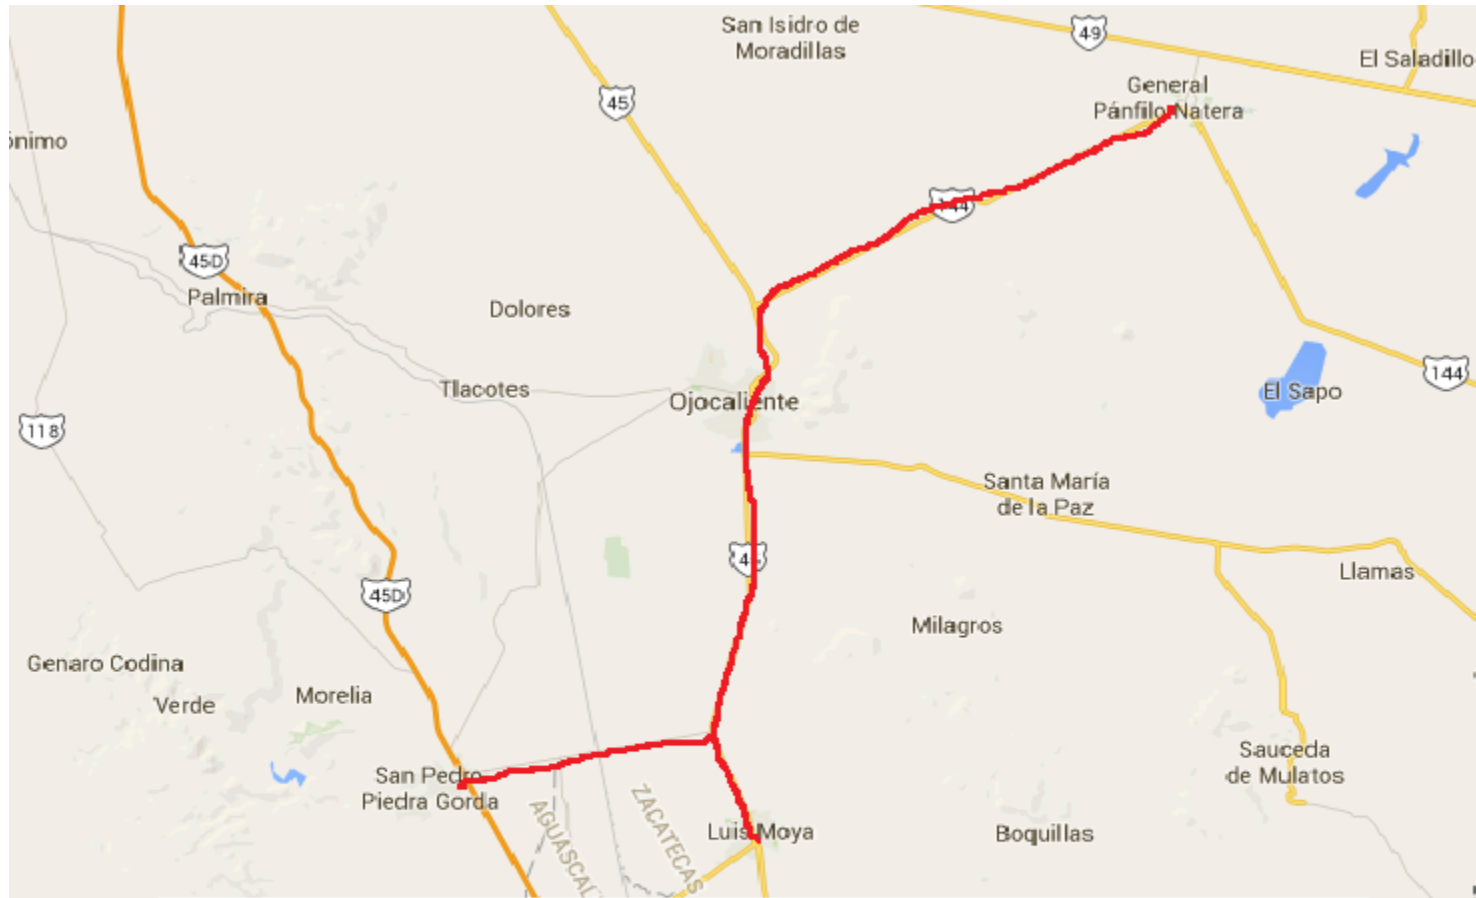 San Isidro de
Moradillas
49
El Saladillo
45
General
Pánfilo Natera
ónimo
144
45D
Palmira
Dolores
144
Tlacotes
El Sapo
Ojocaliente
118
Santa María
de la Paz
45
Llamas
45D
Milagros
Genaro Codina
Morelia
Verde
Sauceda
de Mulatos
San Pedro
Piedra Gorda
ZACATECAS
AGUASCAL
Luis Moya
Boquillas